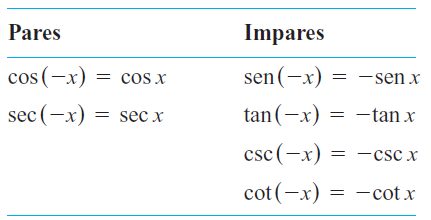 Pares Impares
cos(−x) = cos x sen(−x) = −sen x
sec(−x) = sec x tan(−x) = −tan x
csc(−x) = −csc x
cot(−x) = −cot x